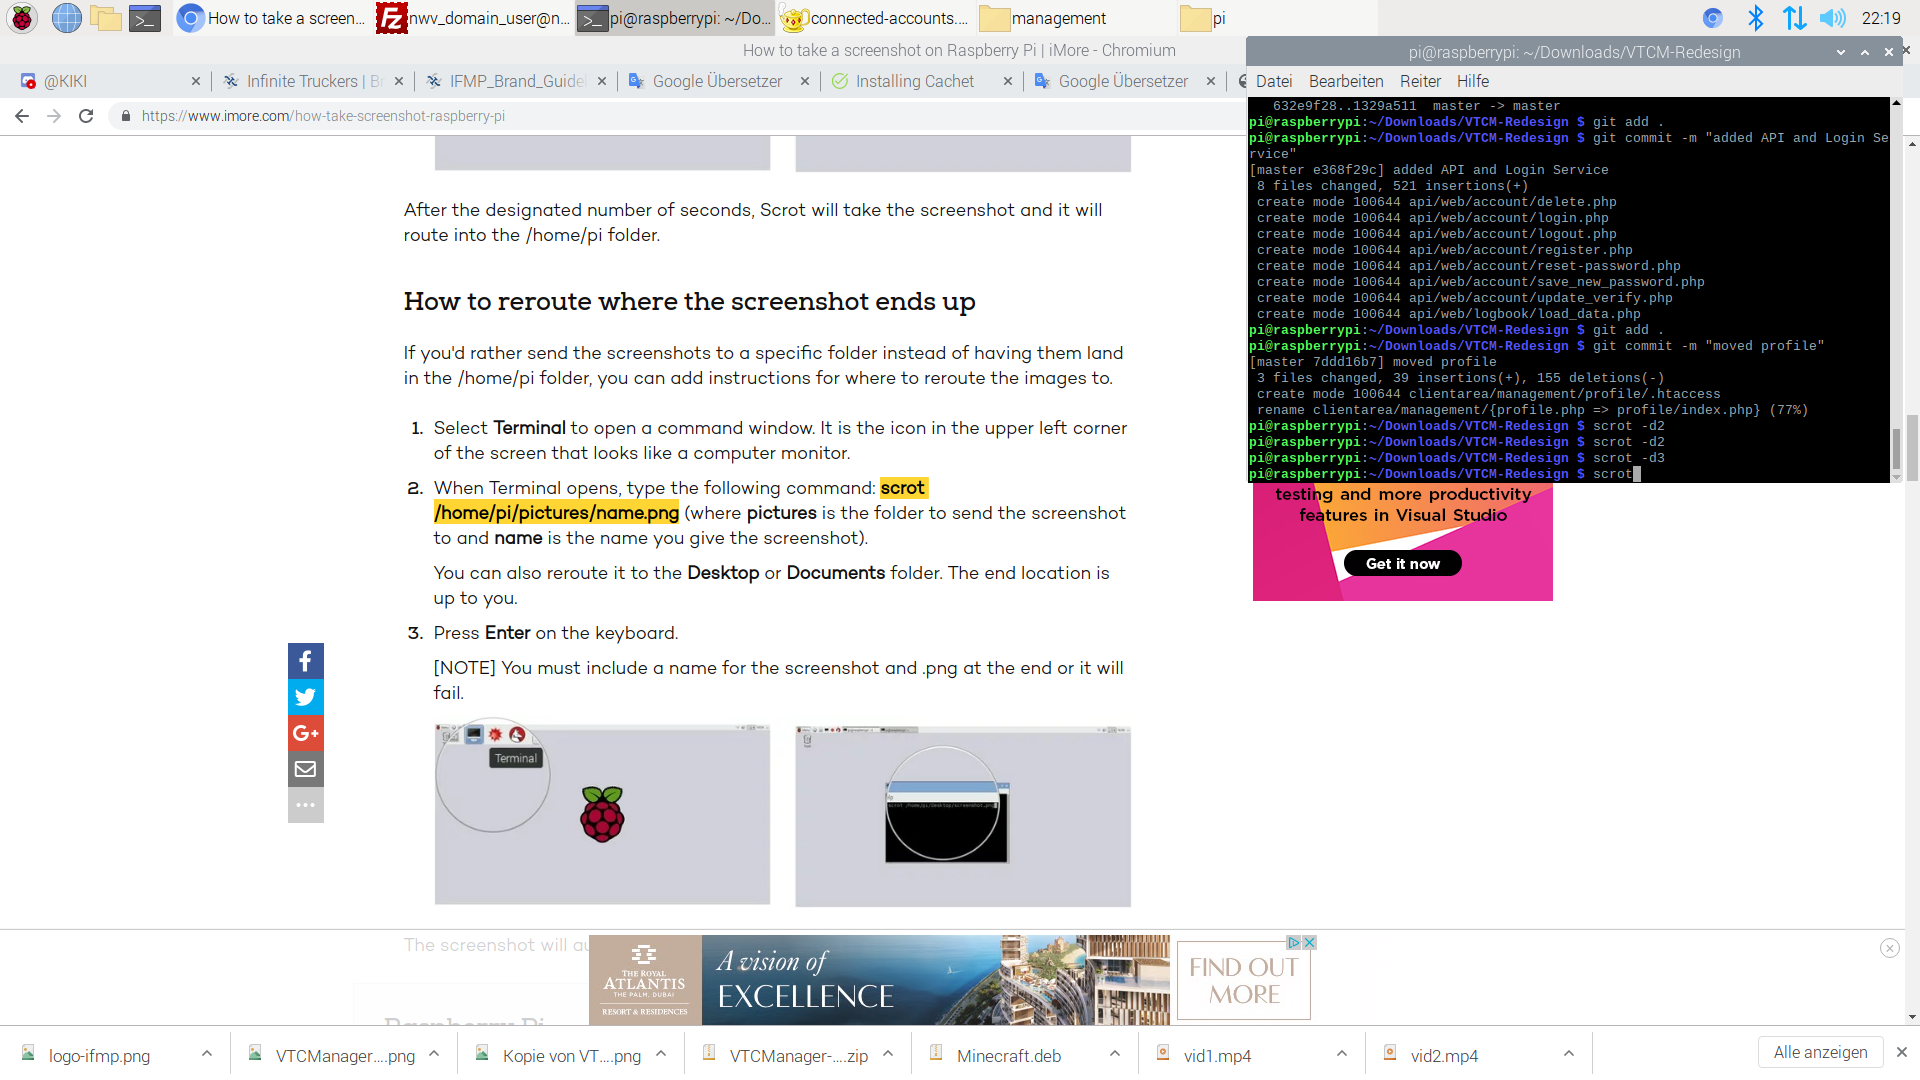 How to take a screen...
nwv_domain_user@n...
pi@raspberrypi: ~/Do...
connected-accounts....
management
pi
22:19
How to take a screenshot on Raspberry Pi | iMore - Chromium
@KIKI
Infinite Truckers | B
IFMP_Brand_Guide
Google Übersetzer
Installing Cachet
Google Übersetzer
https://www.imore.com/how-take-screenshot-raspberry-pi
After the designated number of seconds, Scrot will take the screenshot and it will
route into the /home/pi folder.
How to reroute where the screenshot ends up
If you'd rather send the screenshots to a specific folder instead of having them land
in the /home/pi folder, you can add instructions for where to reroute the images to.
1. Select Terminal to open a command window. It is the icon in the upper left corner
of the screen that looks like a computer monitor.
2. When Terminal opens, type the following command: scrot
/home/pi/pictures/name.png (where pictures is the folder to send the screenshot
to and name is the name you give the screenshot).
You can also reroute it to the Desktop or Documents folder. The end location is
up to you.
3. Press Enter on the keyboard.
[NOTE] You must include a name for the screenshot and .png at the end or it will
fail.
Terminal
scrot /home/pi/Desktop/screenshot.png
The screenshot will au
Raspberry Pi
pi@raspberrypi: ~/Downloads/VTCM-Redesign
Datei Bearbeiten Reiter Hilfe
632e9f28..1329a511  master -> master
pi@raspberrypi:~/Downloads/VTCM-Redesign $ git add .
pi@raspberrypi:~/Downloads/VTCM-Redesign $ git commit -m "added API and Login Se
rvice"
[master e368f29c] added API and Login Service
8 files changed, 521 insertions(+)
create mode 100644 api/web/account/delete.php
create mode 100644 api/web/account/login.php
create mode 100644 api/web/account/logout.php
create mode 100644 api/web/account/register.php
create mode 100644 api/web/account/reset-password.php
create mode 100644 api/web/account/save_new_password.php
create mode 100644 api/web/account/update_verify.php
create mode 100644 api/web/logbook/load_data.php
pi@raspberrypi:~/Downloads/VTCM-Redesign $ git add .
pi@raspberrypi:~/Downloads/VTCM-Redesign $ git commit -m "moved profile"
[master 7ddd16b7] moved profile
3 files changed, 39 insertions(+), 155 deletions(-)
create mode 100644 clientarea/management/profile/.htaccess
rename clientarea/management/{profile.php => profile/index.php} (77%)
pi@raspberrypi:~/Downloads/VTCM-Redesign $ scrot -d2
pi@raspberrypi:~/Downloads/VTCM-Redesign $ scrot -d2
pi@raspberrypi:~/Downloads/VTCM-Redesign $ scrot -d3
pi@raspberrypi:~/Downloads/VTCM-Redesign $ scrot
testing and more productivity
features in Visual Studio
Get it now
THE ROYAL
ATLANTIS
THE PALM, DUBAI
RESORT & RESIDENCES
A vision of
EXCELLENCE
FIND OUT
MORE
logo-ifmp.png
VTCManager....png
Kopie von VT....png
VTCManager-....zip
Minecraft.deb
vid1.mp4
vid2.mp4
Alle anzeigen